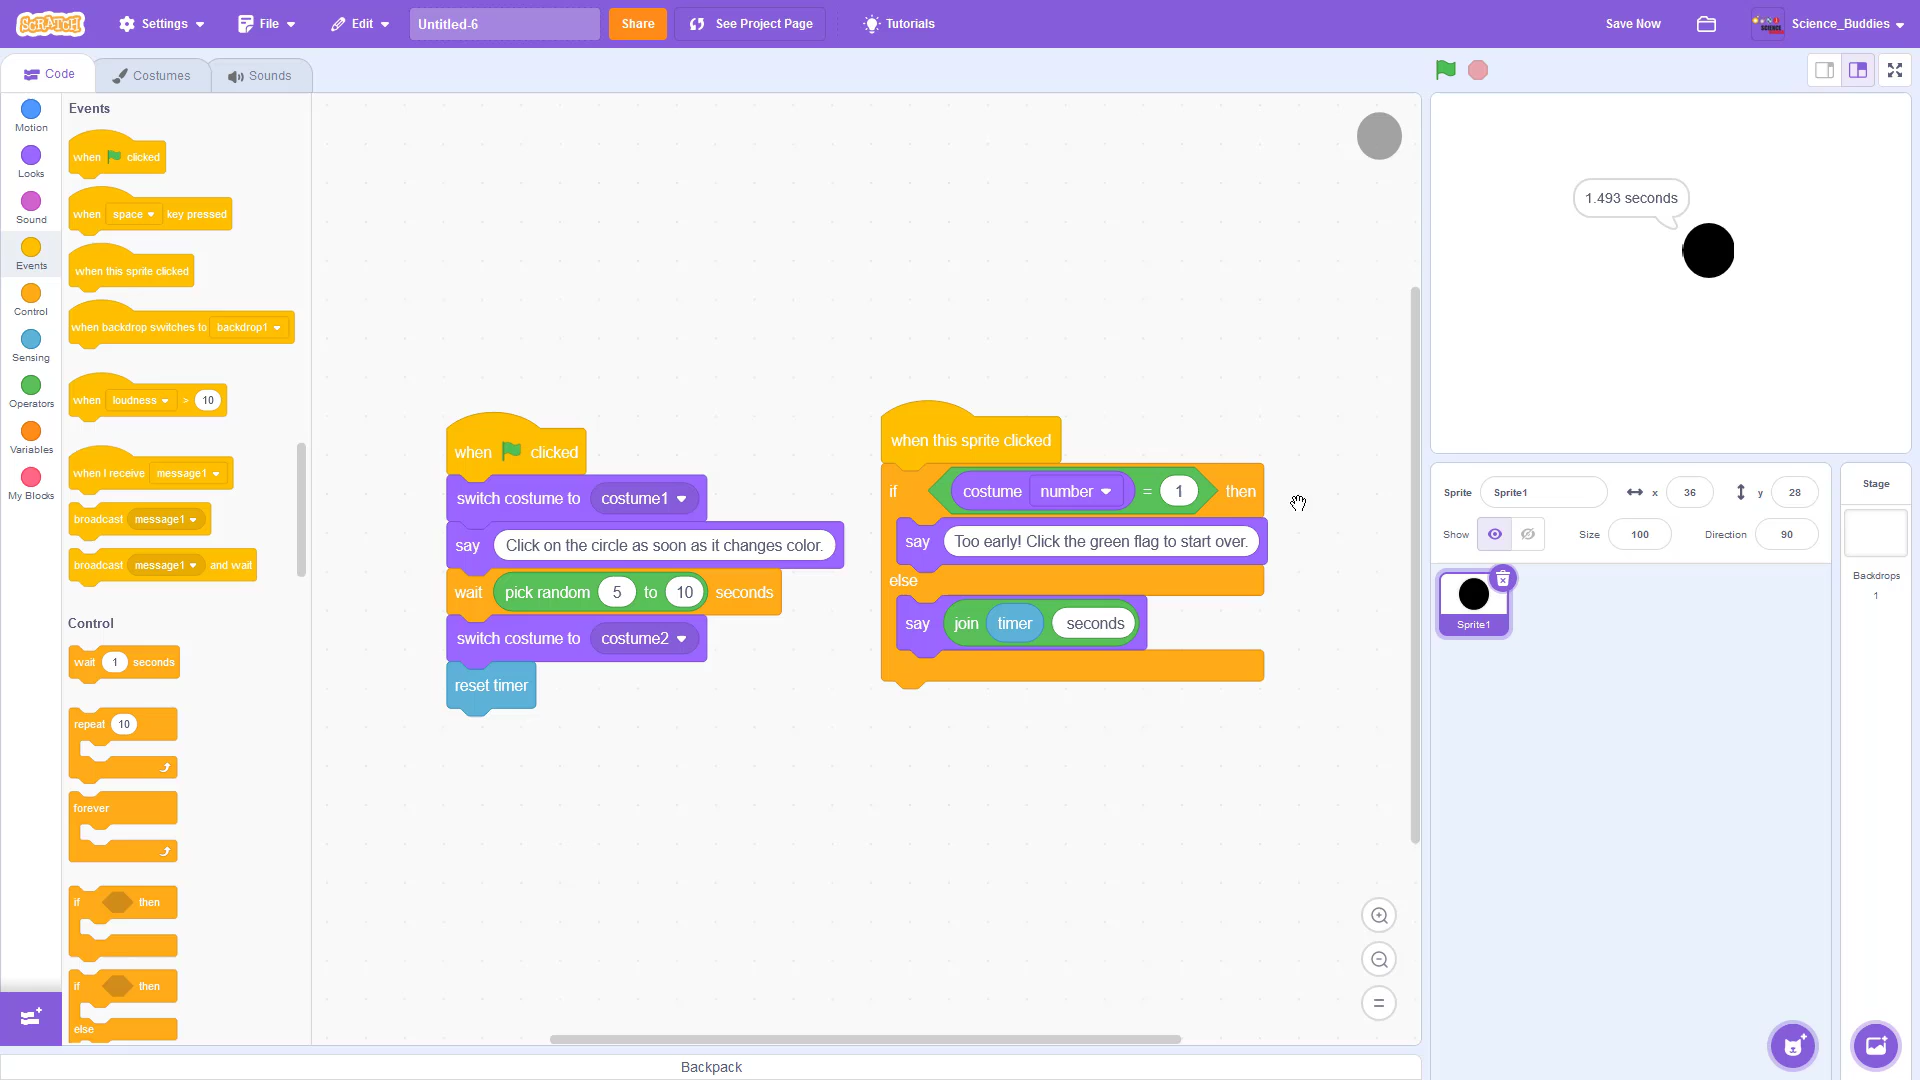 SCRATCH
Settings
File
Edit
Untitled-6
Share
See Project Page
Tutorials
Save Now
Science_Buddies
Code
Costumes
Sounds
Motion
Looks
Sound
Events
Control
Sensing
Operators
Variables
My Blocks
Events
when clicked
when space key pressed
when this sprite clicked
when backdrop switches to backdrop1
when loudness > 10
when I receive message1
broadcast message1
broadcast message1 and wait
Control
wait 1 seconds
repeat 10
forever
if then
if then
else
when clicked
switch costume to costume1
say Click on the circle as soon as it changes color.
wait pick random 5 to 10 seconds
switch costume to costume2
reset timer
when this sprite clicked
if costume number = 1 then
say Too early! Click the green flag to start over.
else
say join timer seconds
1.493 seconds
Sprite Sprite1 x 36 y 28
Show Size 100 Direction 90
Sprite1
Stage
Backdrops
1
Backpack